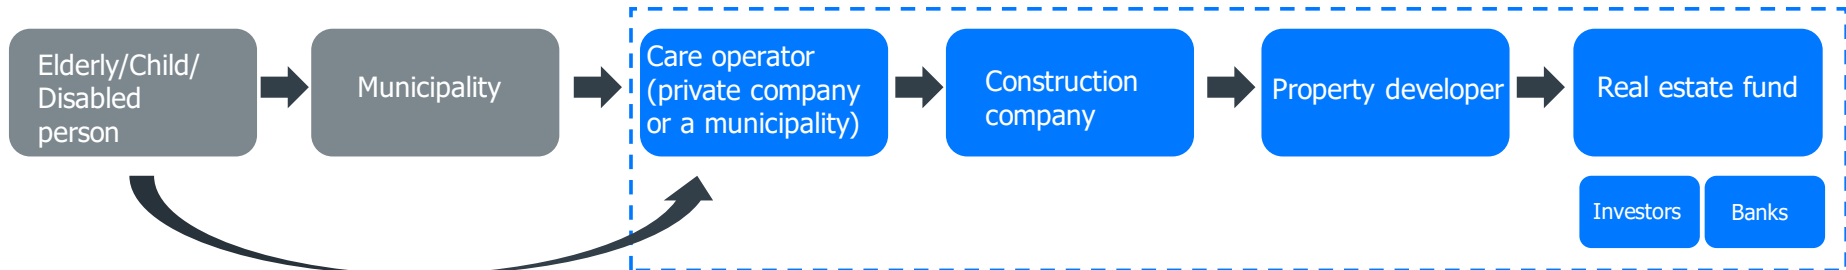 Elderly/Child/
Disabled
person
Municipality
Care operator
(private company
or a municipality)
Construction
company
Property developer
Real estate fund
Investors
Banks